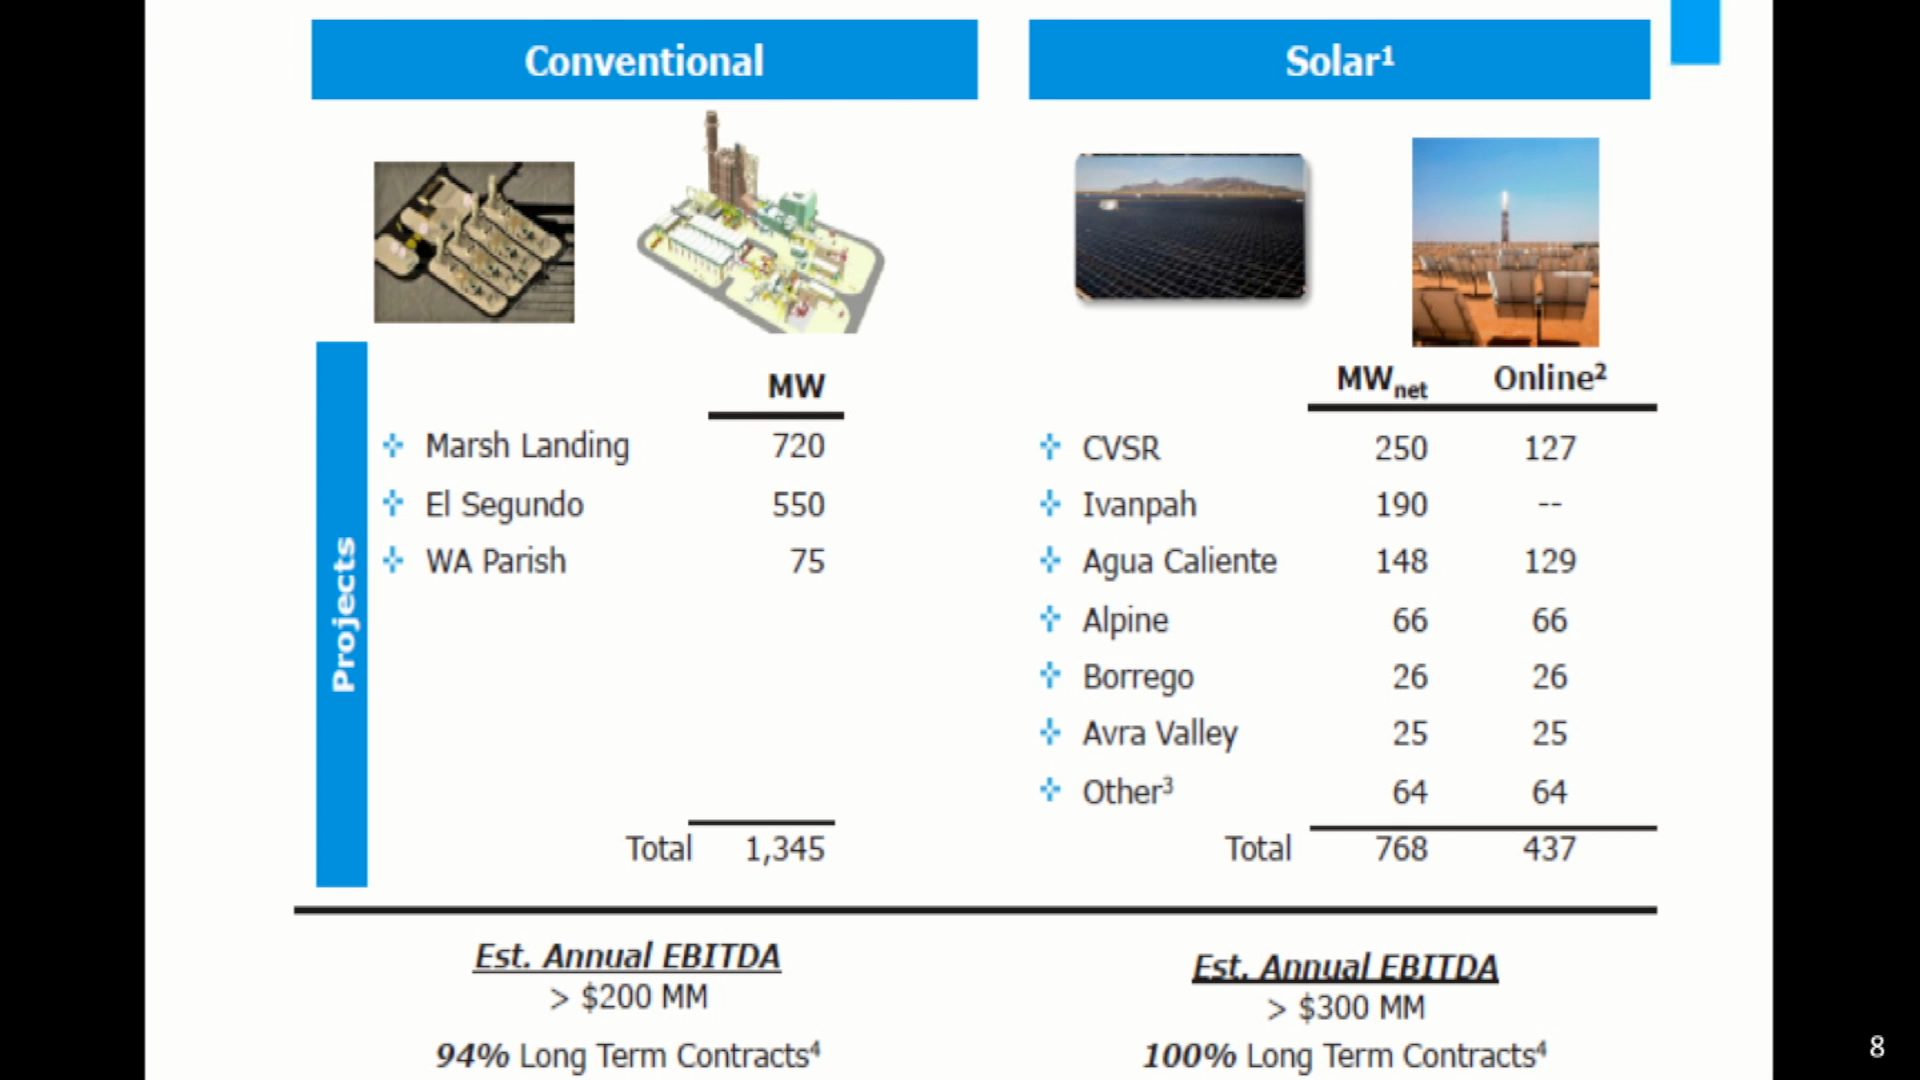 Conventional
Solar¹
MW
Marsh Landing 720
El Segundo 550
WA Parish 75
Total 1,345
MWnet Online²
CVSR 250 127
Ivanpah 190 --
Agua Caliente 148 129
Alpine 66 66
Borrego 26 26
Avra Valley 25 25
Other³ 64 64
Total 768 437
Projects
Est. Annual EBITDA
> $200 MM
94% Long Term Contracts⁴
Est. Annual EBITDA
> $300 MM
100% Long Term Contracts⁴
8